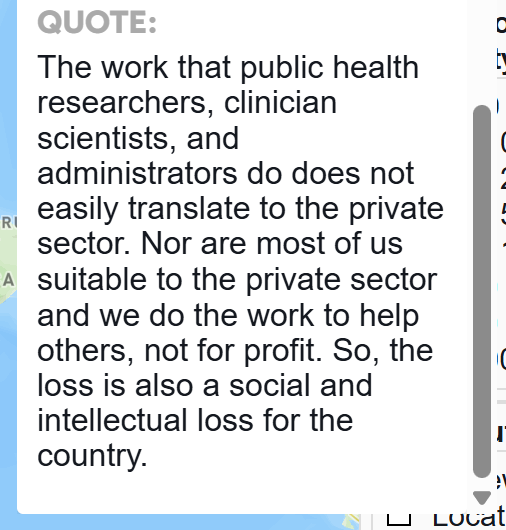 QUOTE:
The work that public health
researchers, clinician
scientists, and
administrators do does not
easily translate to the private
sector. Nor are most of us
suitable to the private sector
and we do the work to help
others, not for profit. So, the
loss is also a social and
intellectual loss for the
country.